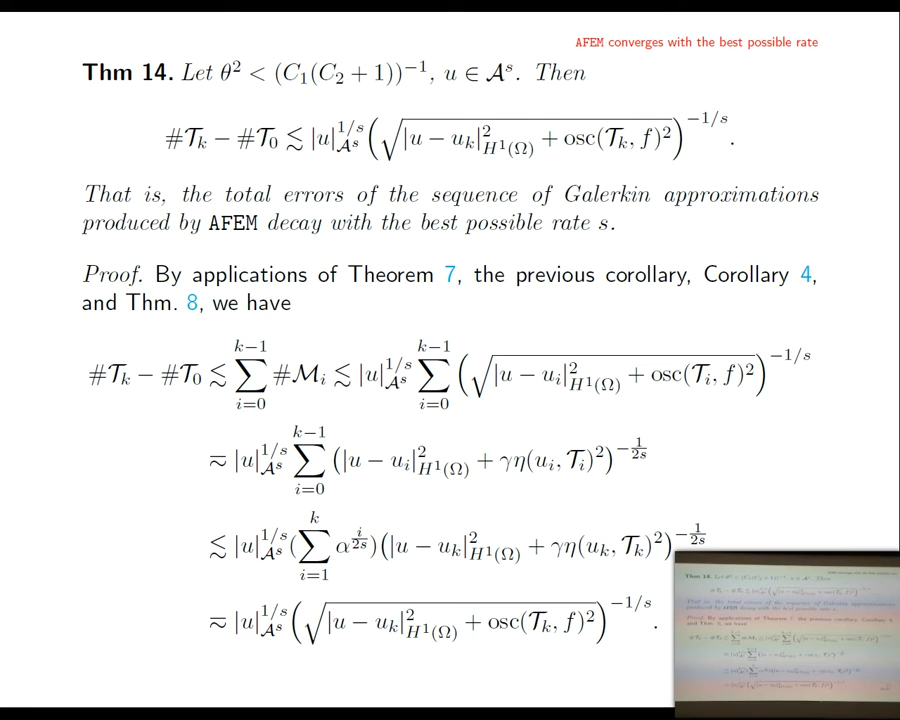 AFEM converges with the best possible rate
Thm 14. Let θ² < (C₁(C₂ + 1))⁻¹, u ∈ 𝒜ˢ. Then
#𝒯ₖ − #𝒯₀ ≲ |u|_{𝒜ˢ}^{1/s} (√(|u − uₖ|²_{H¹(Ω)} + osc(𝒯ₖ, f)²))^{−1/s}.
That is, the total errors of the sequence of Galerkin approximations
produced by AFEM decay with the best possible rate s.
Proof. By applications of Theorem 7, the previous corollary, Corollary 4,
and Thm. 8, we have
#𝒯ₖ − #𝒯₀ ≲ ∑_{i=0}^{k−1} #ℳᵢ ≲ |u|_{𝒜ˢ}^{1/s} ∑_{i=0}^{k−1} (√(|u − uᵢ|²_{H¹(Ω)} + osc(𝒯ᵢ, f)²))^{−1/s}
≂ |u|_{𝒜ˢ}^{1/s} ∑_{i=0}^{k−1} (|u − uᵢ|²_{H¹(Ω)} + γη(uᵢ, 𝒯ᵢ)²)^{−1/2s}
≲ |u|_{𝒜ˢ}^{1/s} (∑_{i=1}^{k} α^{i/2s})(|u − uₖ|²_{H¹(Ω)} + γη(uₖ, 𝒯ₖ)²)^{−1/2s}
≂ |u|_{𝒜ˢ}^{1/s} (√(|u − uₖ|²_{H¹(Ω)} + osc(𝒯ₖ, f)²))^{−1/s}.